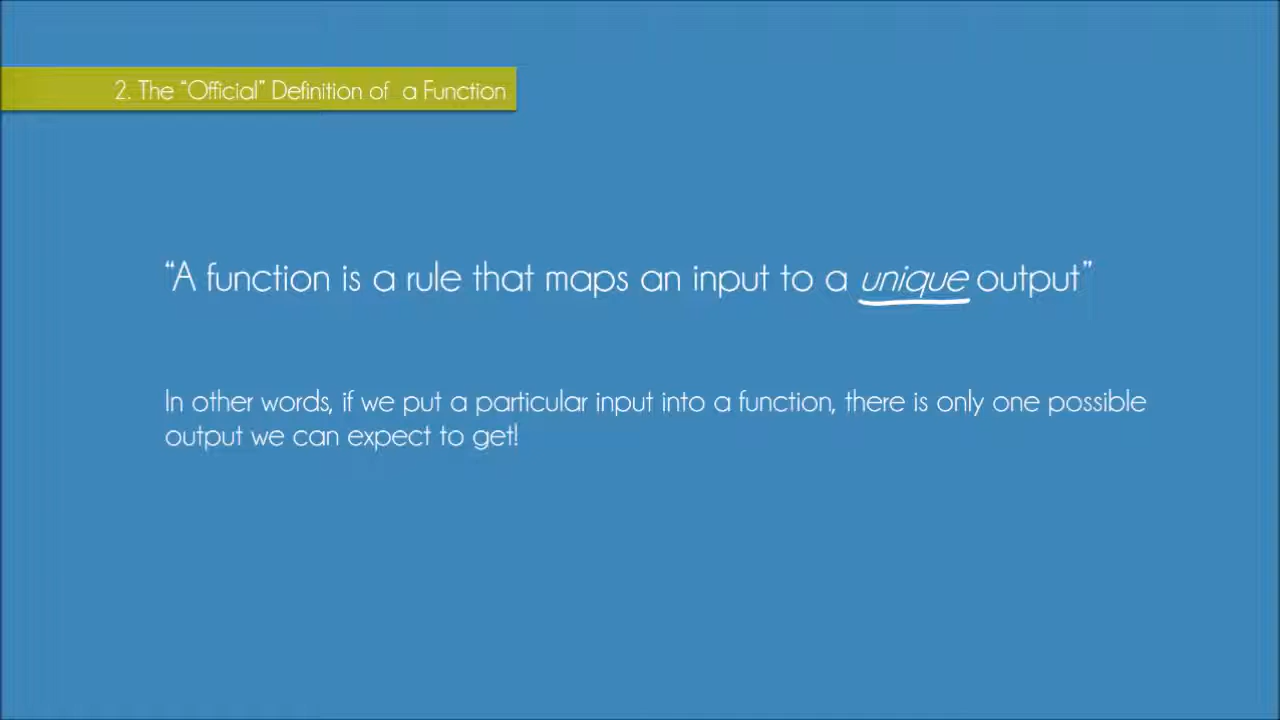 2. The “Official” Definition of a Function
“A function is a rule that maps an input to a unique output”
In other words, if we put a particular input into a function, there is only one possible
output we can expect to get!